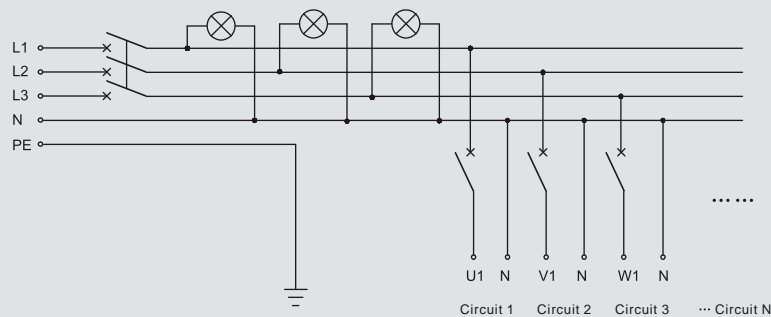 L1
L2
L3
N
PE
... ...
U1 N V1 N W1 N
Circuit 1 Circuit 2 Circuit 3 ... Circuit N